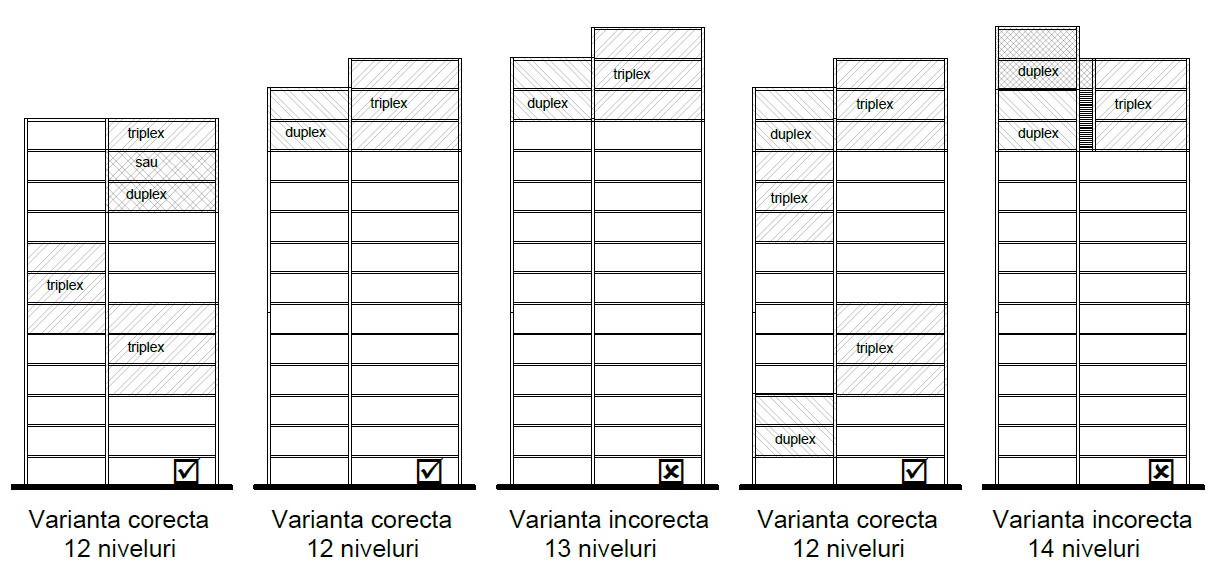 triplex
sau
duplex
triplex
triplex
Varianta corecta
12 niveluri
triplex
duplex
Varianta corecta
12 niveluri
triplex
duplex
Varianta incorecta
13 niveluri
triplex
duplex
triplex
triplex
duplex
Varianta corecta
12 niveluri
duplex
triplex
duplex
Varianta incorecta
14 niveluri